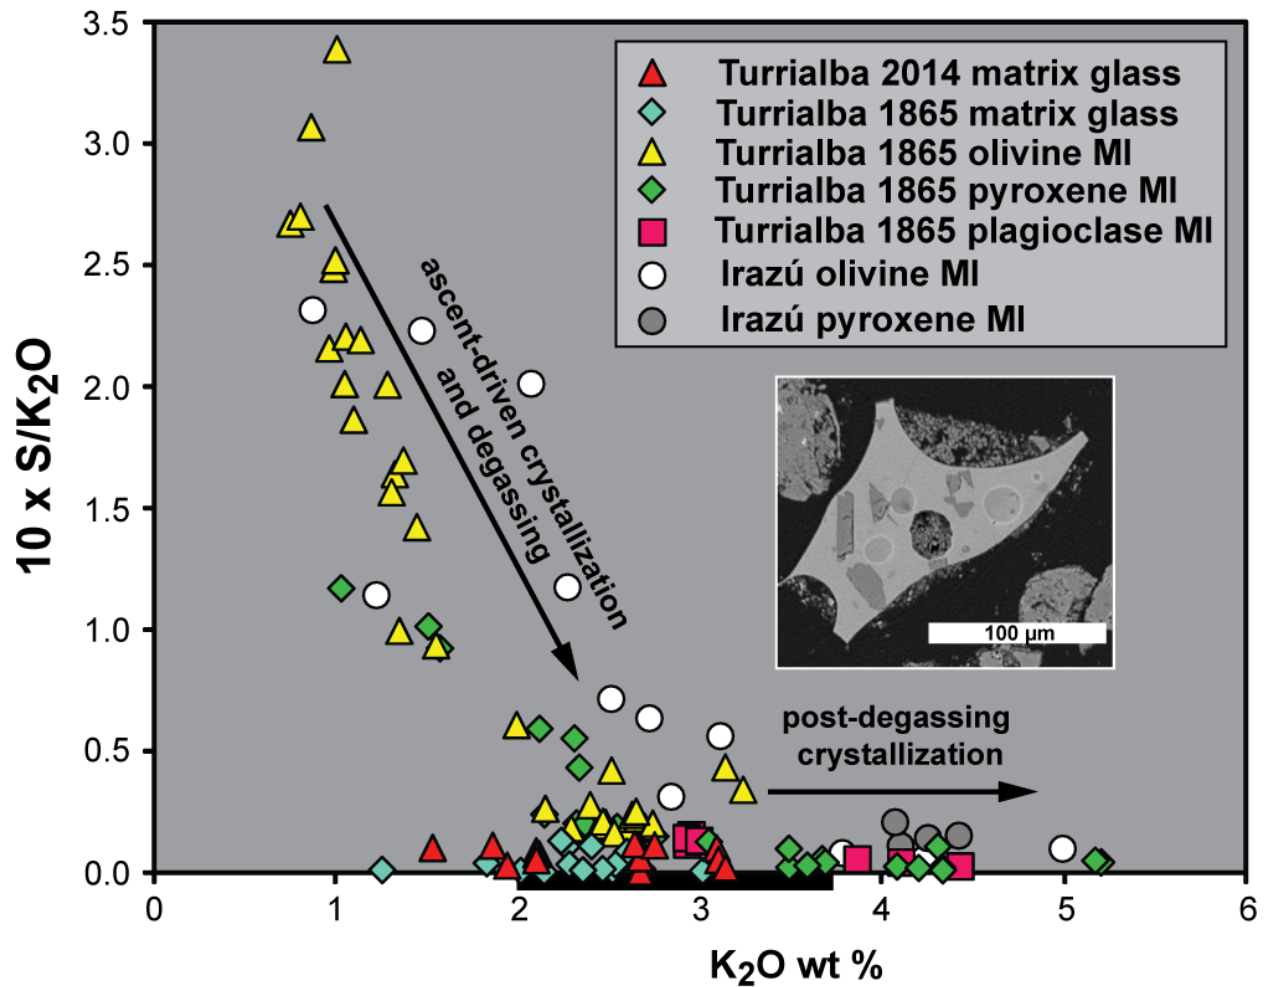 3.5
3.0
2.5
2.0
1.5
1.0
0.5
0.0
10 x S/K2O
Turrialba 2014 matrix glass
Turrialba 1865 matrix glass
Turrialba 1865 olivine MI
Turrialba 1865 pyroxene MI
Turrialba 1865 plagioclase MI
Irazú olivine MI
Irazú pyroxene MI
ascent-driven crystallization
and degassing
100 µm
post-degassing
crystallization
0 1 2 3 4 5 6
K2O wt %